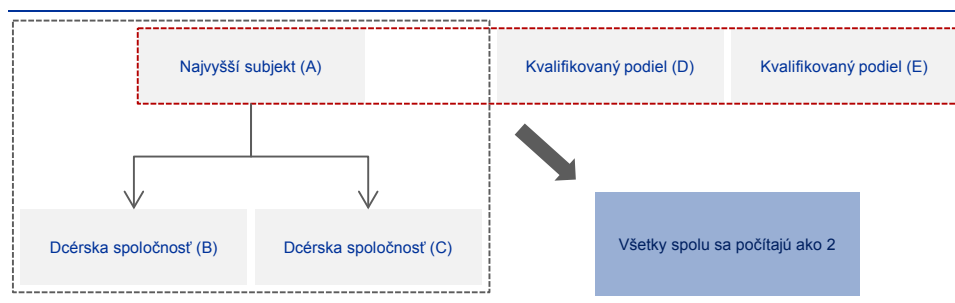 Najvyšší subjekt (A)
Kvalifikovaný podiel (D)
Kvalifikovaný podiel (E)
Dcérska spoločnosť (B)
Dcérska spoločnosť (C)
Všetky spolu sa počítajú ako 2